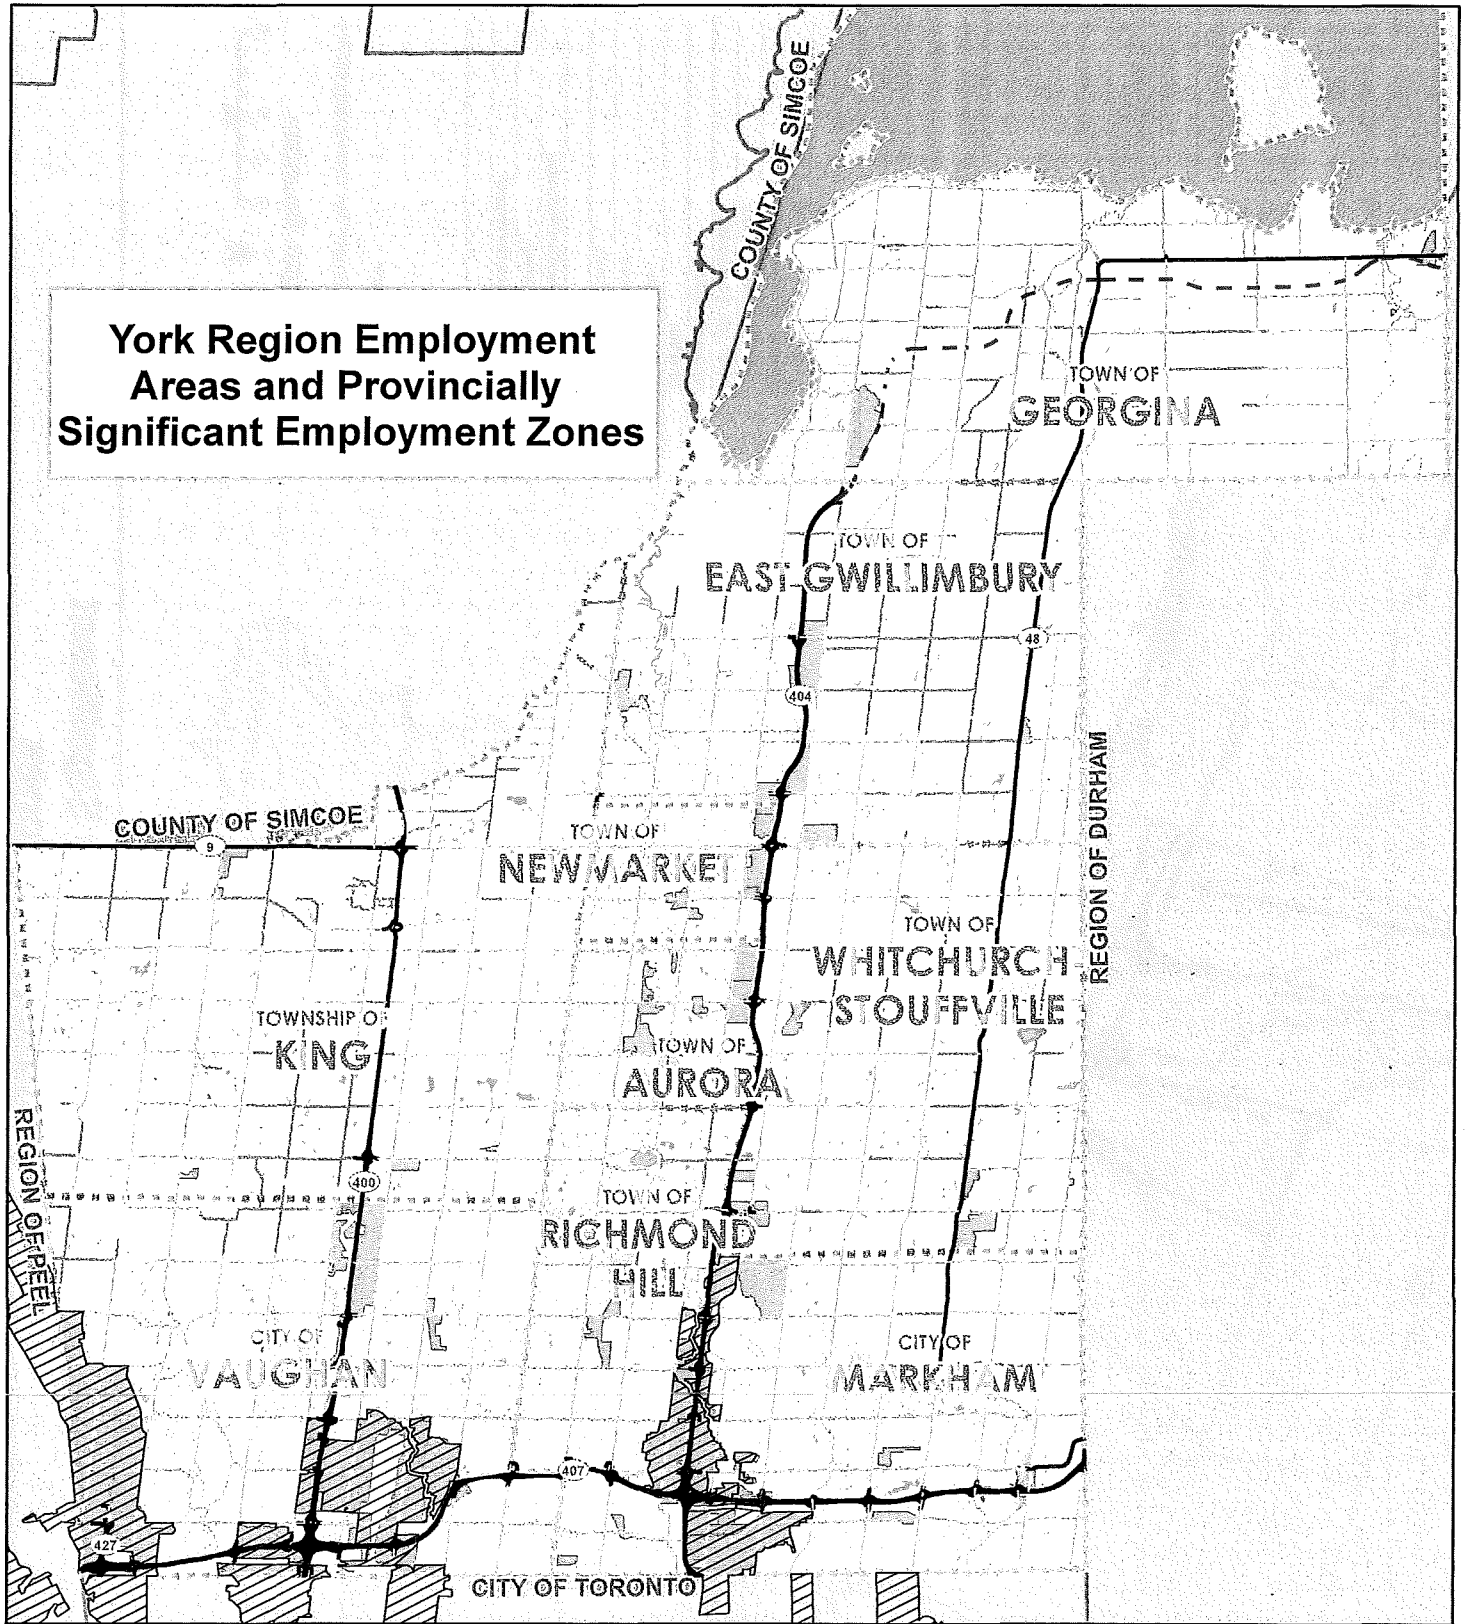 COUNTY OF SIMCOE
York Region Employment
Areas and Provincially
Significant Employment Zones
TOWN OF
GEORGINA
TOWN OF
EAST GWILLIMBURY
48
404
REGION OF DURHAM
COUNTY OF SIMCOE
9
TOWN OF
NEWMARKET
TOWN OF
WHITCHURCH
STOUFFVILLE
TOWNSHIP OF
KING
TOWN OF
AURORA
REGION OF PEEL
400
TOWN OF
RICHMOND
HILL
CITY OF
VAUGHAN
CITY OF
MARKHAM
407
427
CITY OF TORONTO